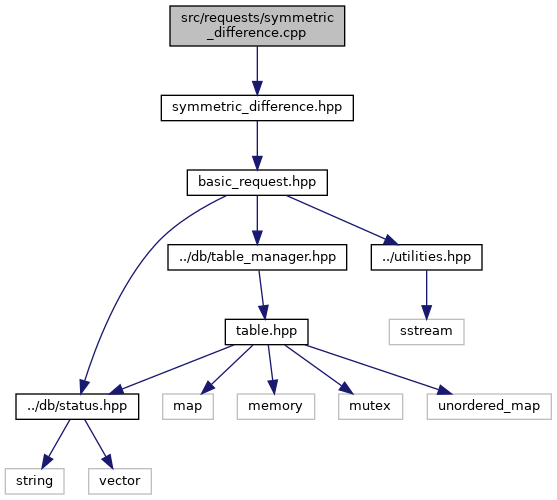 src/requests/symmetric
_difference.cpp
symmetric_difference.hpp
basic_request.hpp
../db/table_manager.hpp
../utilities.hpp
table.hpp
sstream
../db/status.hpp
map
memory
mutex
unordered_map
string
vector